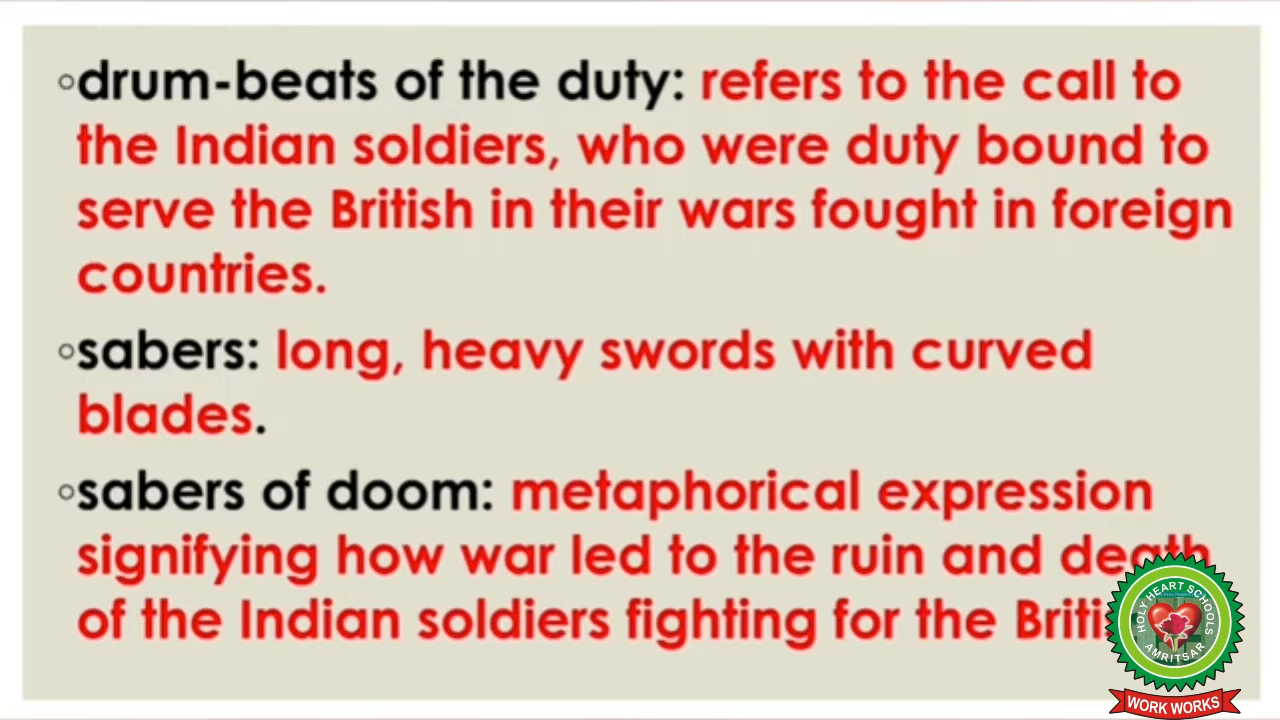 ◦drum-beats of the duty: refers to the call to
the Indian soldiers, who were duty bound to
serve the British in their wars fought in foreign
countries.
◦sabers: long, heavy swords with curved
blades.
◦sabers of doom: metaphorical expression
signifying how war led to the ruin and death
of the Indian soldiers fighting for the Briti
HOLY HEART SCHOOLS
AMRITSAR
WORK WORKS